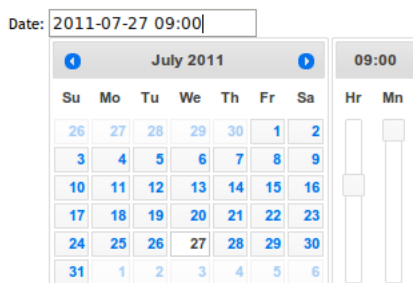 Date: 2011-07-27 09:00
July 2011 09:00
Su Mo Tu We Th Fr Sa Hr Mn
26 27 28 29 30 1 2
3 4 5 6 7 8 9
10 11 12 13 14 15 16
17 18 19 20 21 22 23
24 25 26 27 28 29 30
31 1 2 3 4 5 6